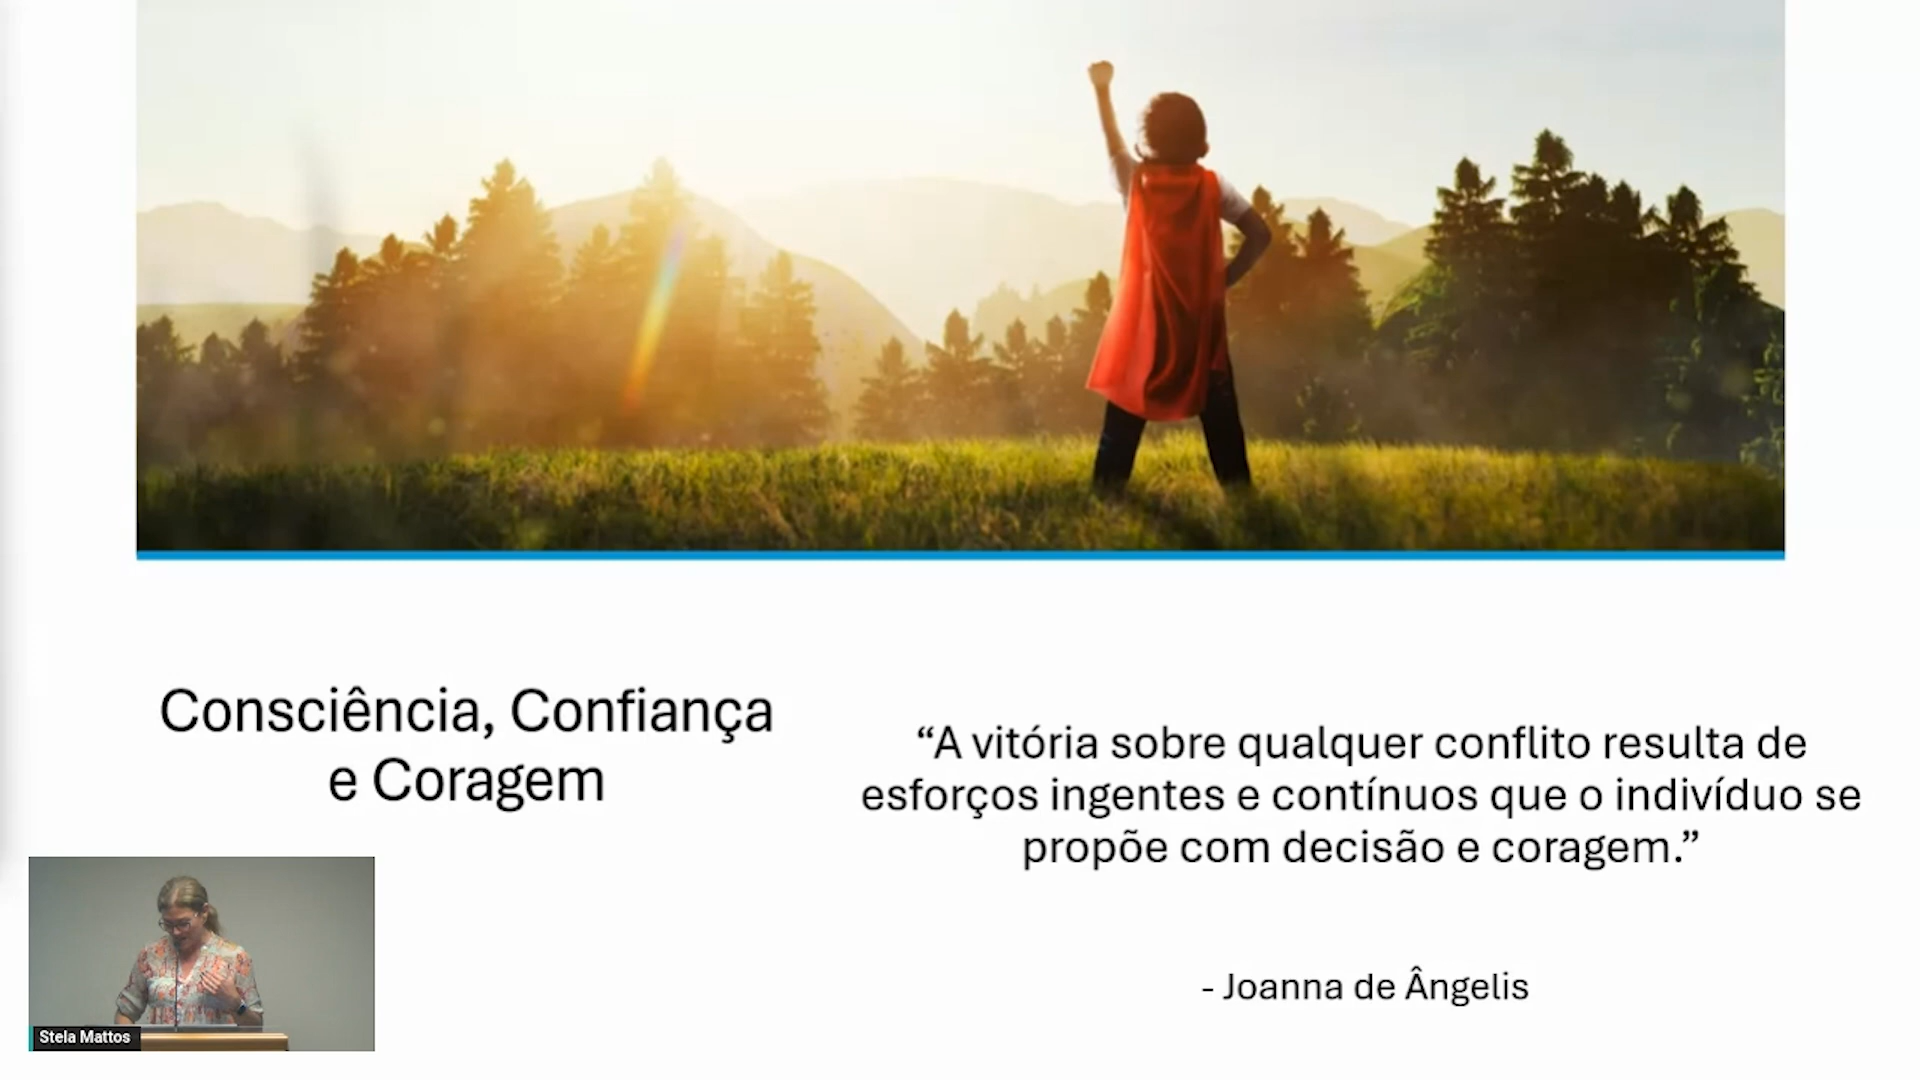 Consciência, Confiança
e Coragem
“A vitória sobre qualquer conflito resulta de
esforços ingentes e contínuos que o indivíduo se
propõe com decisão e coragem.”
- Joanna de Ângelis
Stela Mattos